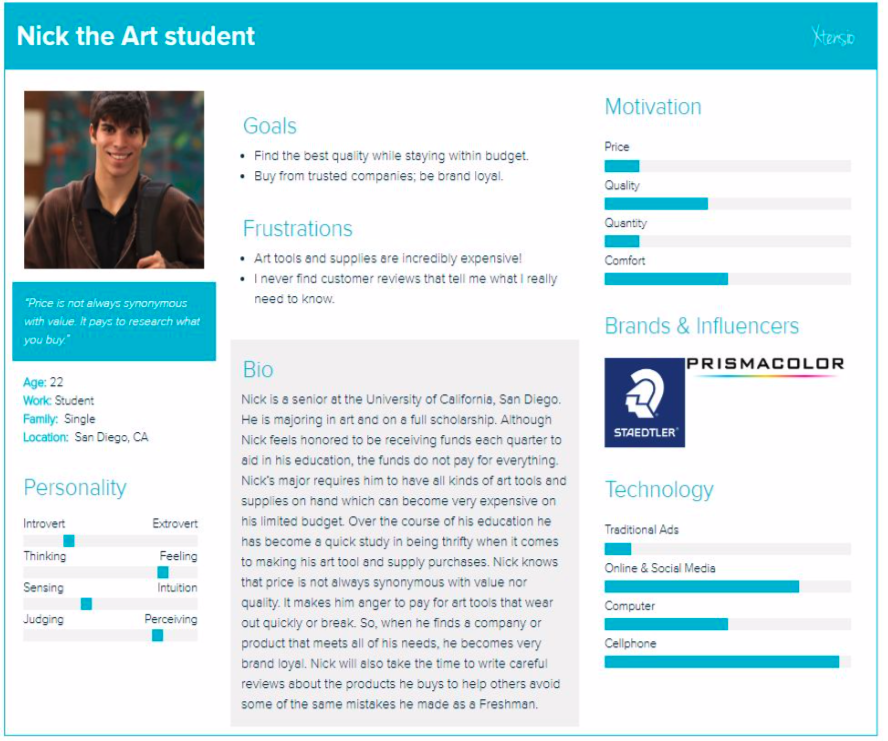 Nick the Art student
Xtensio
"Price is not always synonymous
with value. It pays to research what
you buy."
Age: 22
Work: Student
Family: Single
Location: San Diego, CA
Personality
Introvert Extrovert
Thinking Feeling
Sensing Intuition
Judging Perceiving
Goals
• Find the best quality while staying within budget.
• Buy from trusted companies; be brand loyal.
Frustrations
• Art tools and supplies are incredibly expensive!
• I never find customer reviews that tell me what I really
need to know.
Bio
Nick is a senior at the University of California, San Diego.
He is majoring in art and on a full scholarship. Although
Nick feels honored to be receiving funds each quarter to
aid in his education, the funds do not pay for everything.
Nick's major requires him to have all kinds of art tools and
supplies on hand which can become very expensive on
his limited budget. Over the course of his education he
has become a quick study in being thrifty when it comes
to making his art tool and supply purchases. Nick knows
that price is not always synonymous with value nor
quality. It makes him anger to pay for art tools that wear
out quickly or break. So, when he finds a company or
product that meets all of his needs, he becomes very
brand loyal. Nick will also take the time to write careful
reviews about the products he buys to help others avoid
some of the same mistakes he made as a Freshman.
Motivation
Price
Quality
Quantity
Comfort
Brands & Influencers
STAEDTLER
PRISMACOLOR
Technology
Traditional Ads
Online & Social Media
Computer
Cellphone